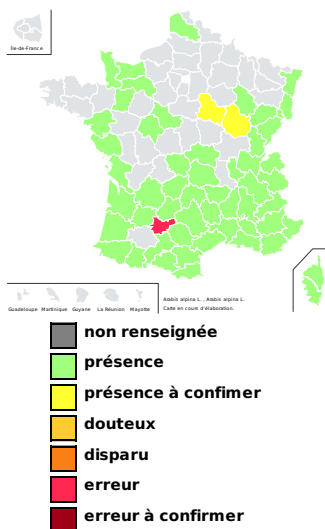 Île-de-France
Guadeloupe Martinique Guyane La Réunion Mayotte
Arabis alpina L. , Arabis alpina L.
Carte en cours d'élaboration.
non renseignée
présence
présence à confimer
douteux
disparu
erreur
erreur à confirmer